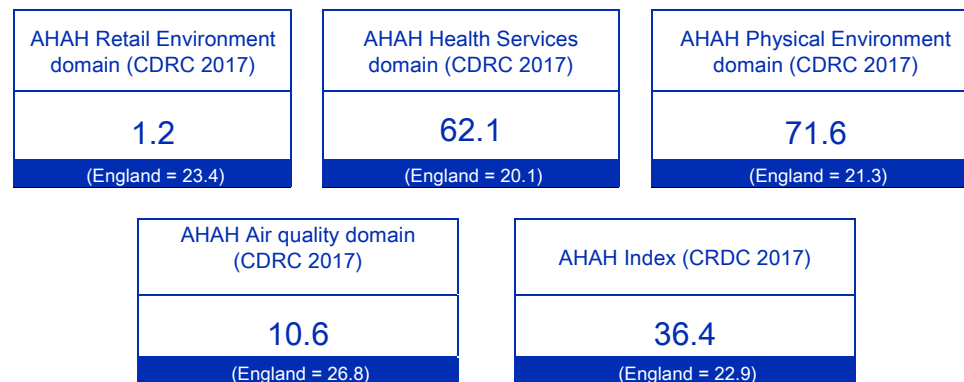 AHAH Retail Environment
domain (CDRC 2017)
1.2
(England = 23.4)
AHAH Health Services
domain (CDRC 2017)
62.1
(England = 20.1)
AHAH Physical Environment
domain (CDRC 2017)
71.6
(England = 21.3)
AHAH Air quality domain
(CDRC 2017)
10.6
(England = 26.8)
AHAH Index (CRDC 2017)
36.4
(England = 22.9)